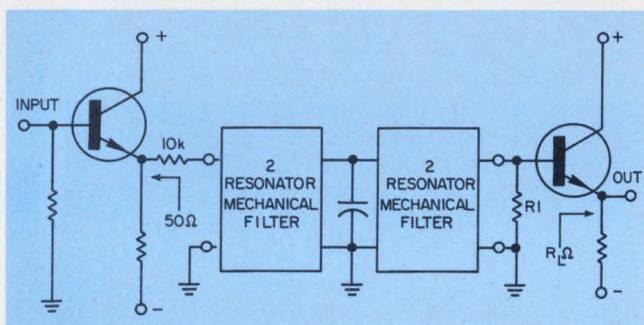 +
+
INPUT
10k
50Ω
2
RESONATOR
MECHANICAL
FILTER
2
RESONATOR
MECHANICAL
FILTER
R1
OUT
RLΩ
-
-